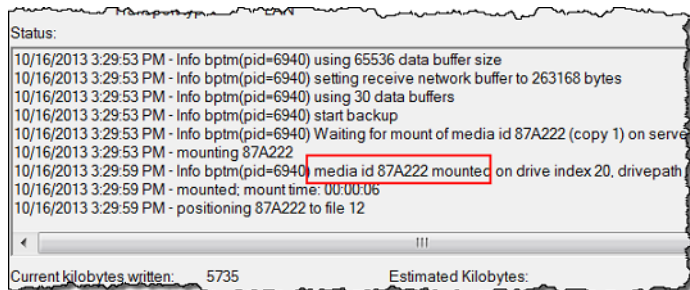 Status:
10/16/2013 3:29:53 PM - Info bptm(pid=6940) using 65536 data buffer size
10/16/2013 3:29:53 PM - Info bptm(pid=6940) setting receive network buffer to 263168 bytes
10/16/2013 3:29:53 PM - Info bptm(pid=6940) using 30 data buffers
10/16/2013 3:29:53 PM - Info bptm(pid=6940) start backup
10/16/2013 3:29:53 PM - Info bptm(pid=6940) Waiting for mount of media id 87A222 (copy 1) on serve
10/16/2013 3:29:53 PM - mounting 87A222
10/16/2013 3:29:59 PM - Info bptm(pid=6940) media id 87A222 mounted on drive index 20, drivepath
10/16/2013 3:29:59 PM - mounted; mount time: 00:00:06
10/16/2013 3:29:59 PM - positioning 87A222 to file 12
Current kilobytes written: 5735 Estimated Kilobytes: